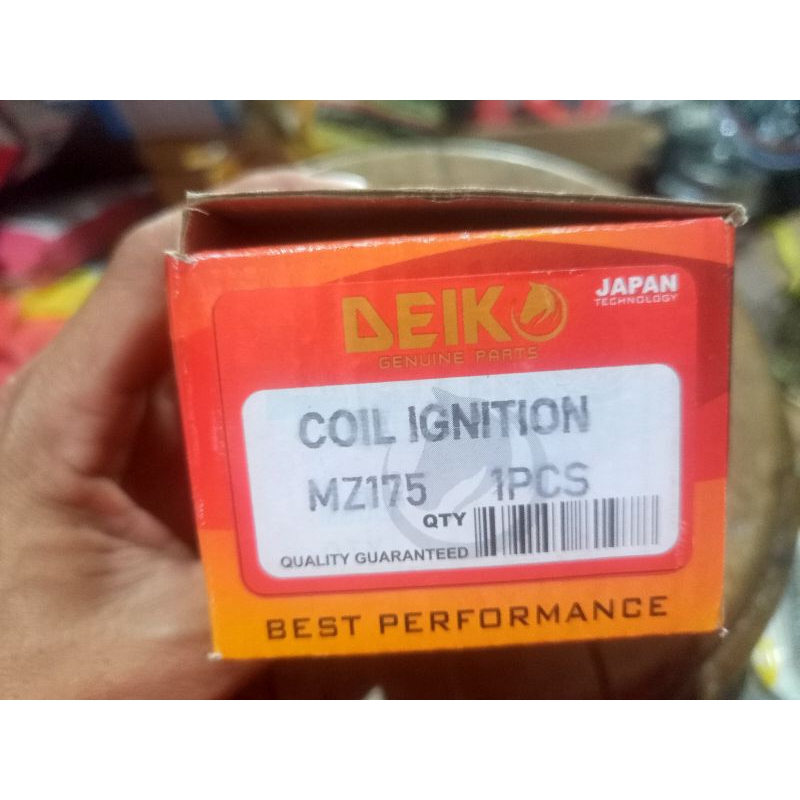 DEIKO
JAPAN
TECHNOLOGY
GENUINE PARTS
COIL IGNITION
MZ175 1PCS
QTY
QUALITY GUARANTEED
BEST PERFORMANCE